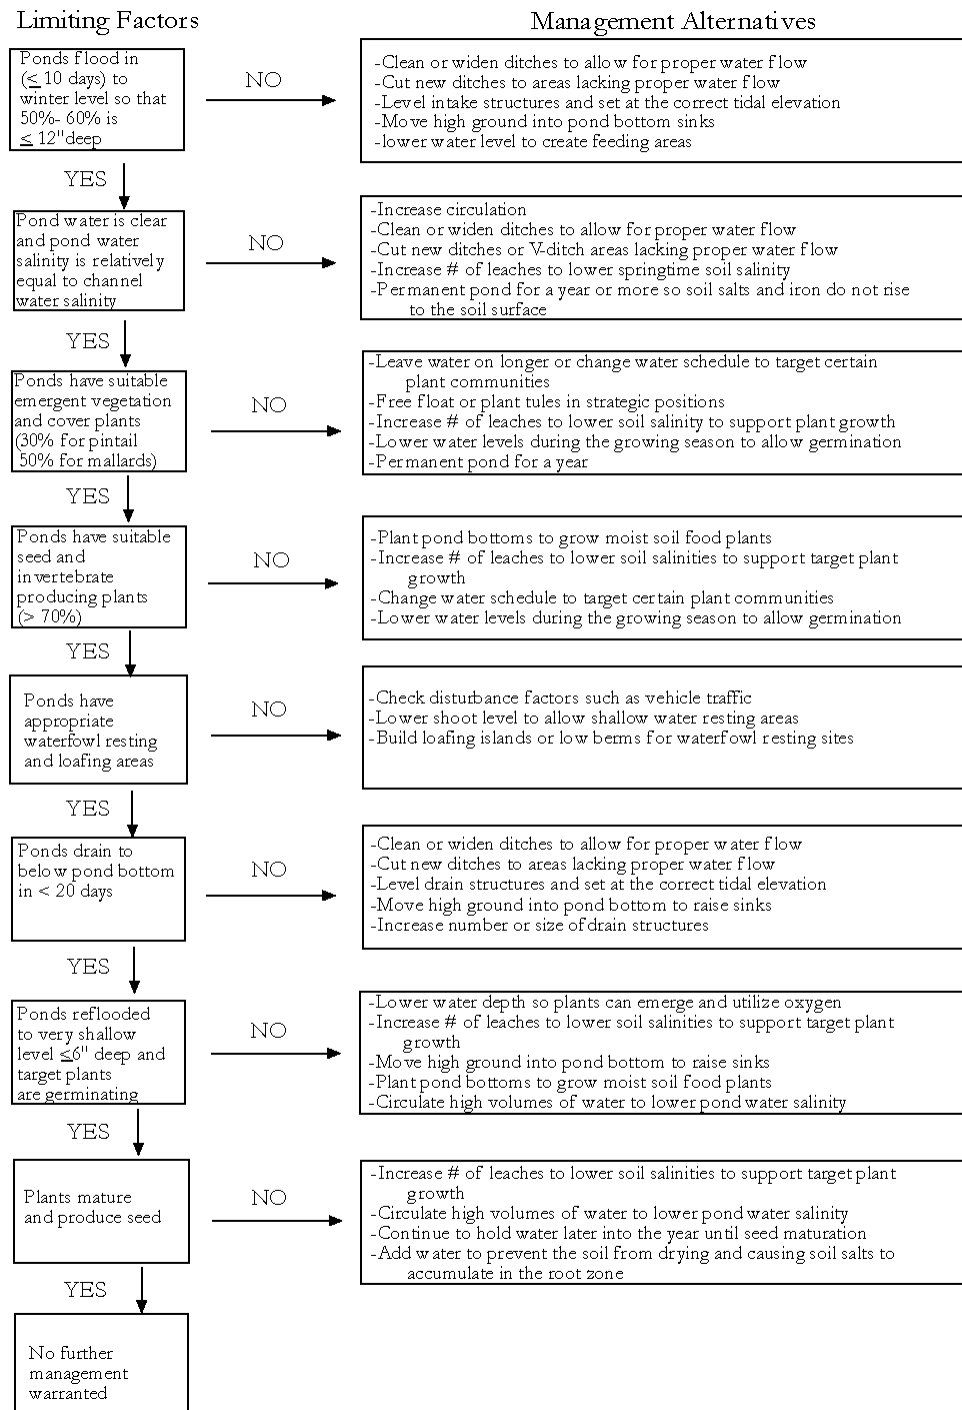 Limiting Factors
Management Alternatives
Ponds flood in
(≤ 10 days) to
winter level so that
50%- 60% is
≤ 12" deep
NO
-Clean or widen ditches to allow for proper water flow
-Cut new ditches to areas lacking proper water flow
-Level intake structures and set at the correct tidal elevation
-Move high ground into pond bottom sinks
-lower water level to create feeding areas
YES
Pond water is clear
and pond water
salinity is relatively
equal to channel
water salinity
NO
-Increase circulation
-Clean or widen ditches to allow for proper water flow
-Cut new ditches or V-ditch areas lacking proper water flow
-Increase # of leaches to lower springtime soil salinity
-Permanent pond for a year or more so soil salts and iron do not rise
to the soil surface
YES
Ponds have suitable
emergent vegetation
and cover plants
(30% for pintail
50% for mallards)
NO
-Leave water on longer or change water schedule to target certain
plant communities
-Free float or plant tules in strategic positions
-Increase # of leaches to lower soil salinity to support plant growth
-Lower water levels during the growing season to allow germination
-Permanent pond for a year
YES
Ponds have suitable
seed and
invertebrate
producing plants
(> 70%)
NO
-Plant pond bottoms to grow moist soil food plants
-Increase # of leaches to lower soil salinities to support target plant
growth
-Change water schedule to target certain plant communities
-Lower water levels during the growing season to allow germination
YES
Ponds have
appropriate
waterfowl resting
and loafing areas
NO
-Check disturbance factors such as vehicle traffic
-Lower shoot level to allow shallow water resting areas
-Build loafing islands or low berms for waterfowl resting sites
YES
Ponds drain to
below pond bottom
in < 20 days
NO
-Clean or widen ditches to allow for proper water flow
-Cut new ditches to areas lacking proper water flow
-Level drain structures and set at the correct tidal elevation
-Move high ground into pond bottom to raise sinks
-Increase number or size of drain structures
YES
Ponds reflooded
to very shallow
level ≤6" deep and
target plants
are germinating
NO
-Lower water depth so plants can emerge and utilize oxygen
-Increase # of leaches to lower soil salinities to support target plant
growth
-Move high ground into pond bottom to raise sinks
-Plant pond bottoms to grow moist soil food plants
-Circulate high volumes of water to lower pond water salinity
YES
Plants mature
and produce seed
NO
-Increase # of leaches to lower soil salinities to support target plant
growth
-Circulate high volumes of water to lower pond water salinity
-Continue to hold water later into the year until seed maturation
-Add water to prevent the soil from drying and causing soil salts to
accumulate in the root zone
YES
No further
management
warranted